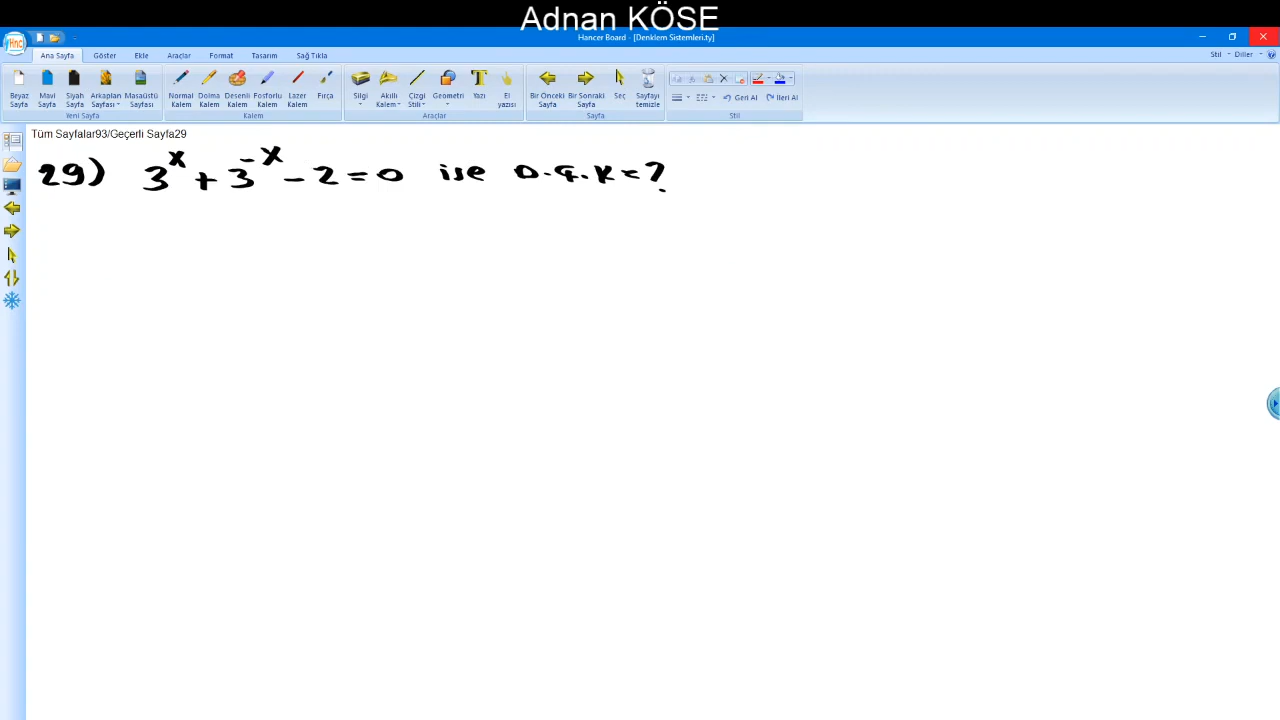 Adnan KÖSE
Hancer Board - [Denklem Sistemleri.ty]
Hnc
Ana Sayfa Göster Ekle Araçlar Format Tasarım Sağ Tıkla Stil Diller
Beyaz Sayfa Mavi Sayfa Siyah Sayfa Arkaplan Sayfası Masaüstü Sayfası Normal Kalem Dolma Kalem Desenli Kalem Fosforlu Kalem Lazer Kalem Fırça Silgi Akıllı Kalem Çizgi Stili Geometri Yazı El yazısı Bir Önceki Sayfa Bir Sonraki Sayfa Seç Sayfayı temizle Geri Al İleri Al
Yeni Sayfa Kalem Araçlar Sayfa Stil
Tüm Sayfalar93/Geçerli Sayfa29
29) 3^x + 3^-x - 2 = 0 ise D.Ç.K = ?